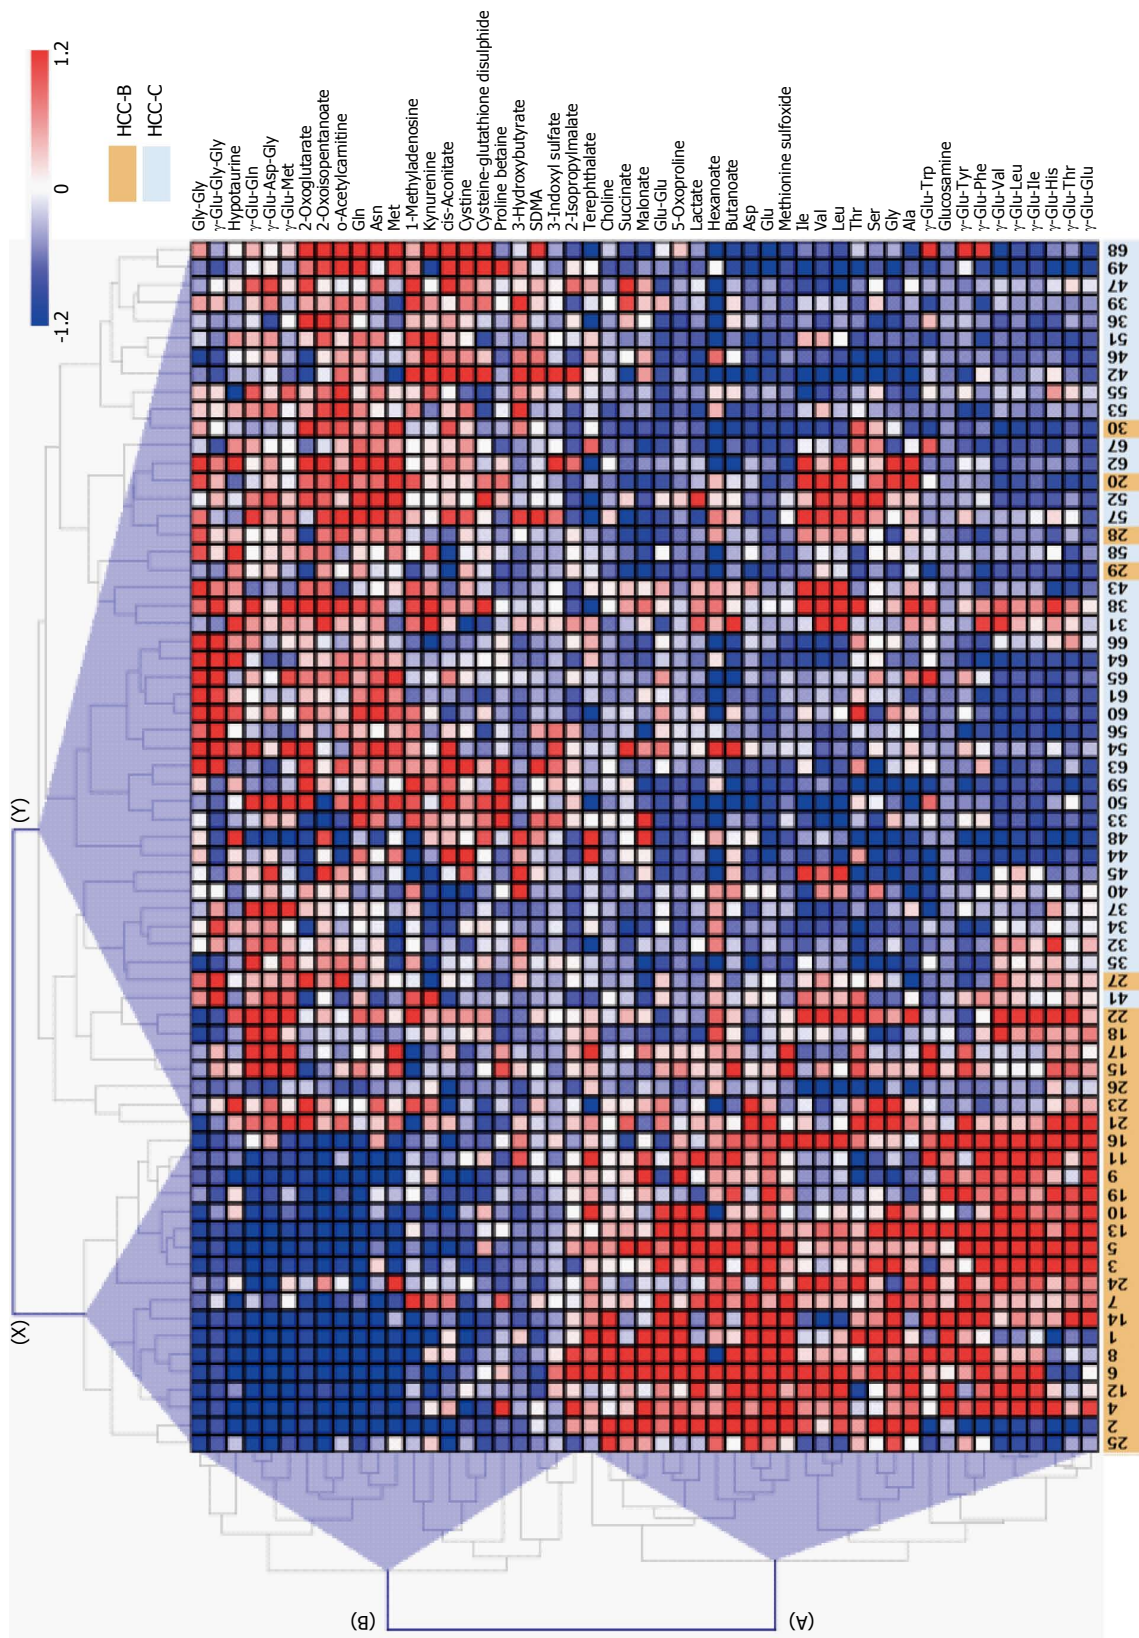 1.2
0
-1.2
HCC-B
HCC-C
(Y)
(X)
(B)
(A)
Gly-Gly
γ-Glu-Gly-Gly
Hypotaurine
γ-Glu-Gln
γ-Glu-Asp-Gly
γ-Glu-Met
2-Oxoglutarate
2-Oxoisopentanoate
o-Acetylcarnitine
Gln
Asn
Met
1-Methyladenosine
Kynurenine
cis-Aconitate
Cystine
Cysteine-glutathione disulphide
Proline betaine
3-Hydroxybutyrate
SDMA
3-Indoxyl sulfate
2-Isopropylmalate
Terephthalate
Choline
Succinate
Malonate
Glu-Glu
5-Oxoproline
Lactate
Hexanoate
Butanoate
Asp
Glu
Methionine sulfoxide
Ile
Val
Leu
Thr
Ser
Gly
Ala
γ-Glu-Trp
γ-Glu-Tyr
Glucosamine
γ-Glu-Phe
γ-Glu-Val
γ-Glu-Leu
γ-Glu-Ile
γ-Glu-His
γ-Glu-Thr
γ-Glu-Glu
68
49
47
39
36
51
46
42
55
53
30
67
62
20
52
57
28
58
29
43
38
31
66
64
65
61
60
56
54
63
59
50
33
48
44
45
40
37
34
32
35
27
41
22
18
17
15
26
23
21
16
11
9
19
10
13
5
3
24
7
14
1
8
6
12
4
2
25